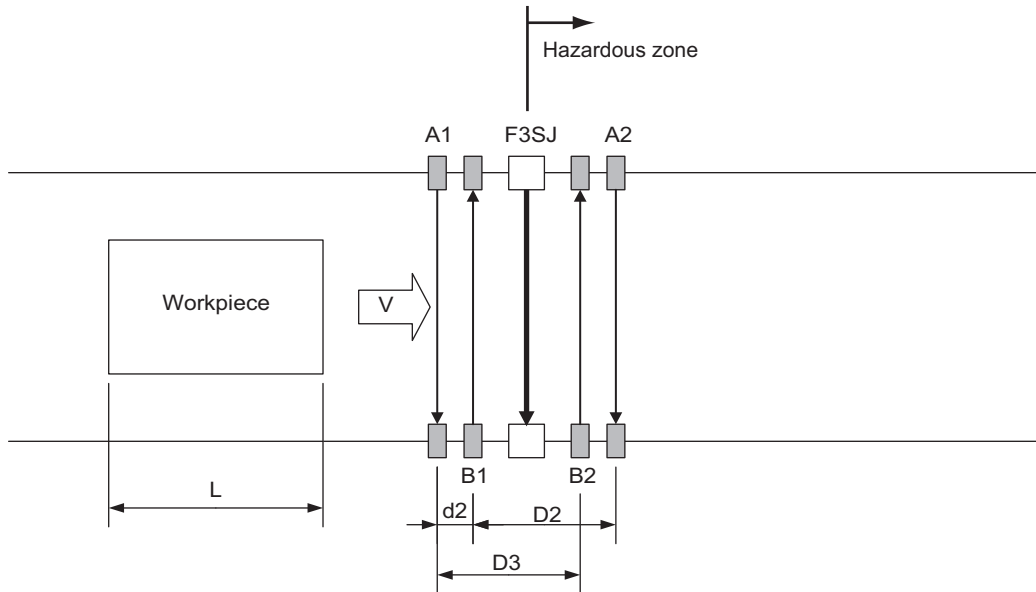 Hazardous zone
A1
F3SJ
A2
Workpiece
V
B1
B2
L
d2
D2
D3